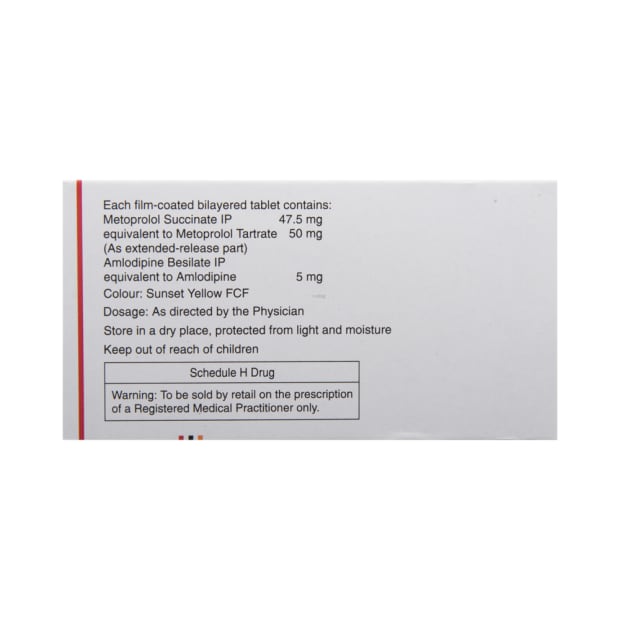 Each film-coated bilayered tablet contains:
Metoprolol Succinate IP 47.5 mg
equivalent to Metoprolol Tartrate 50 mg
(As extended-release part)
Amlodipine Besilate IP
equivalent to Amlodipine 5 mg
Colour: Sunset Yellow FCF
Dosage: As directed by the Physician
Store in a dry place, protected from light and moisture
Keep out of reach of children
Schedule H Drug
Warning: To be sold by retail on the prescription
of a Registered Medical Practitioner only.